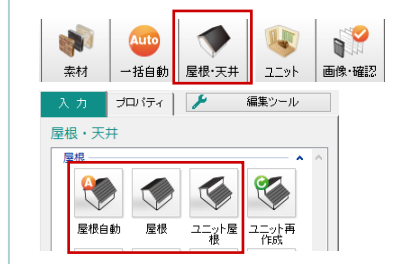 Auto
素材 一括自動 屋根・天井 ユニット 画像・確認
入力 プロパティ 編集ツール
屋根・天井
屋根
A C
屋根自動 屋根 ユニット屋根 ユニット再作成